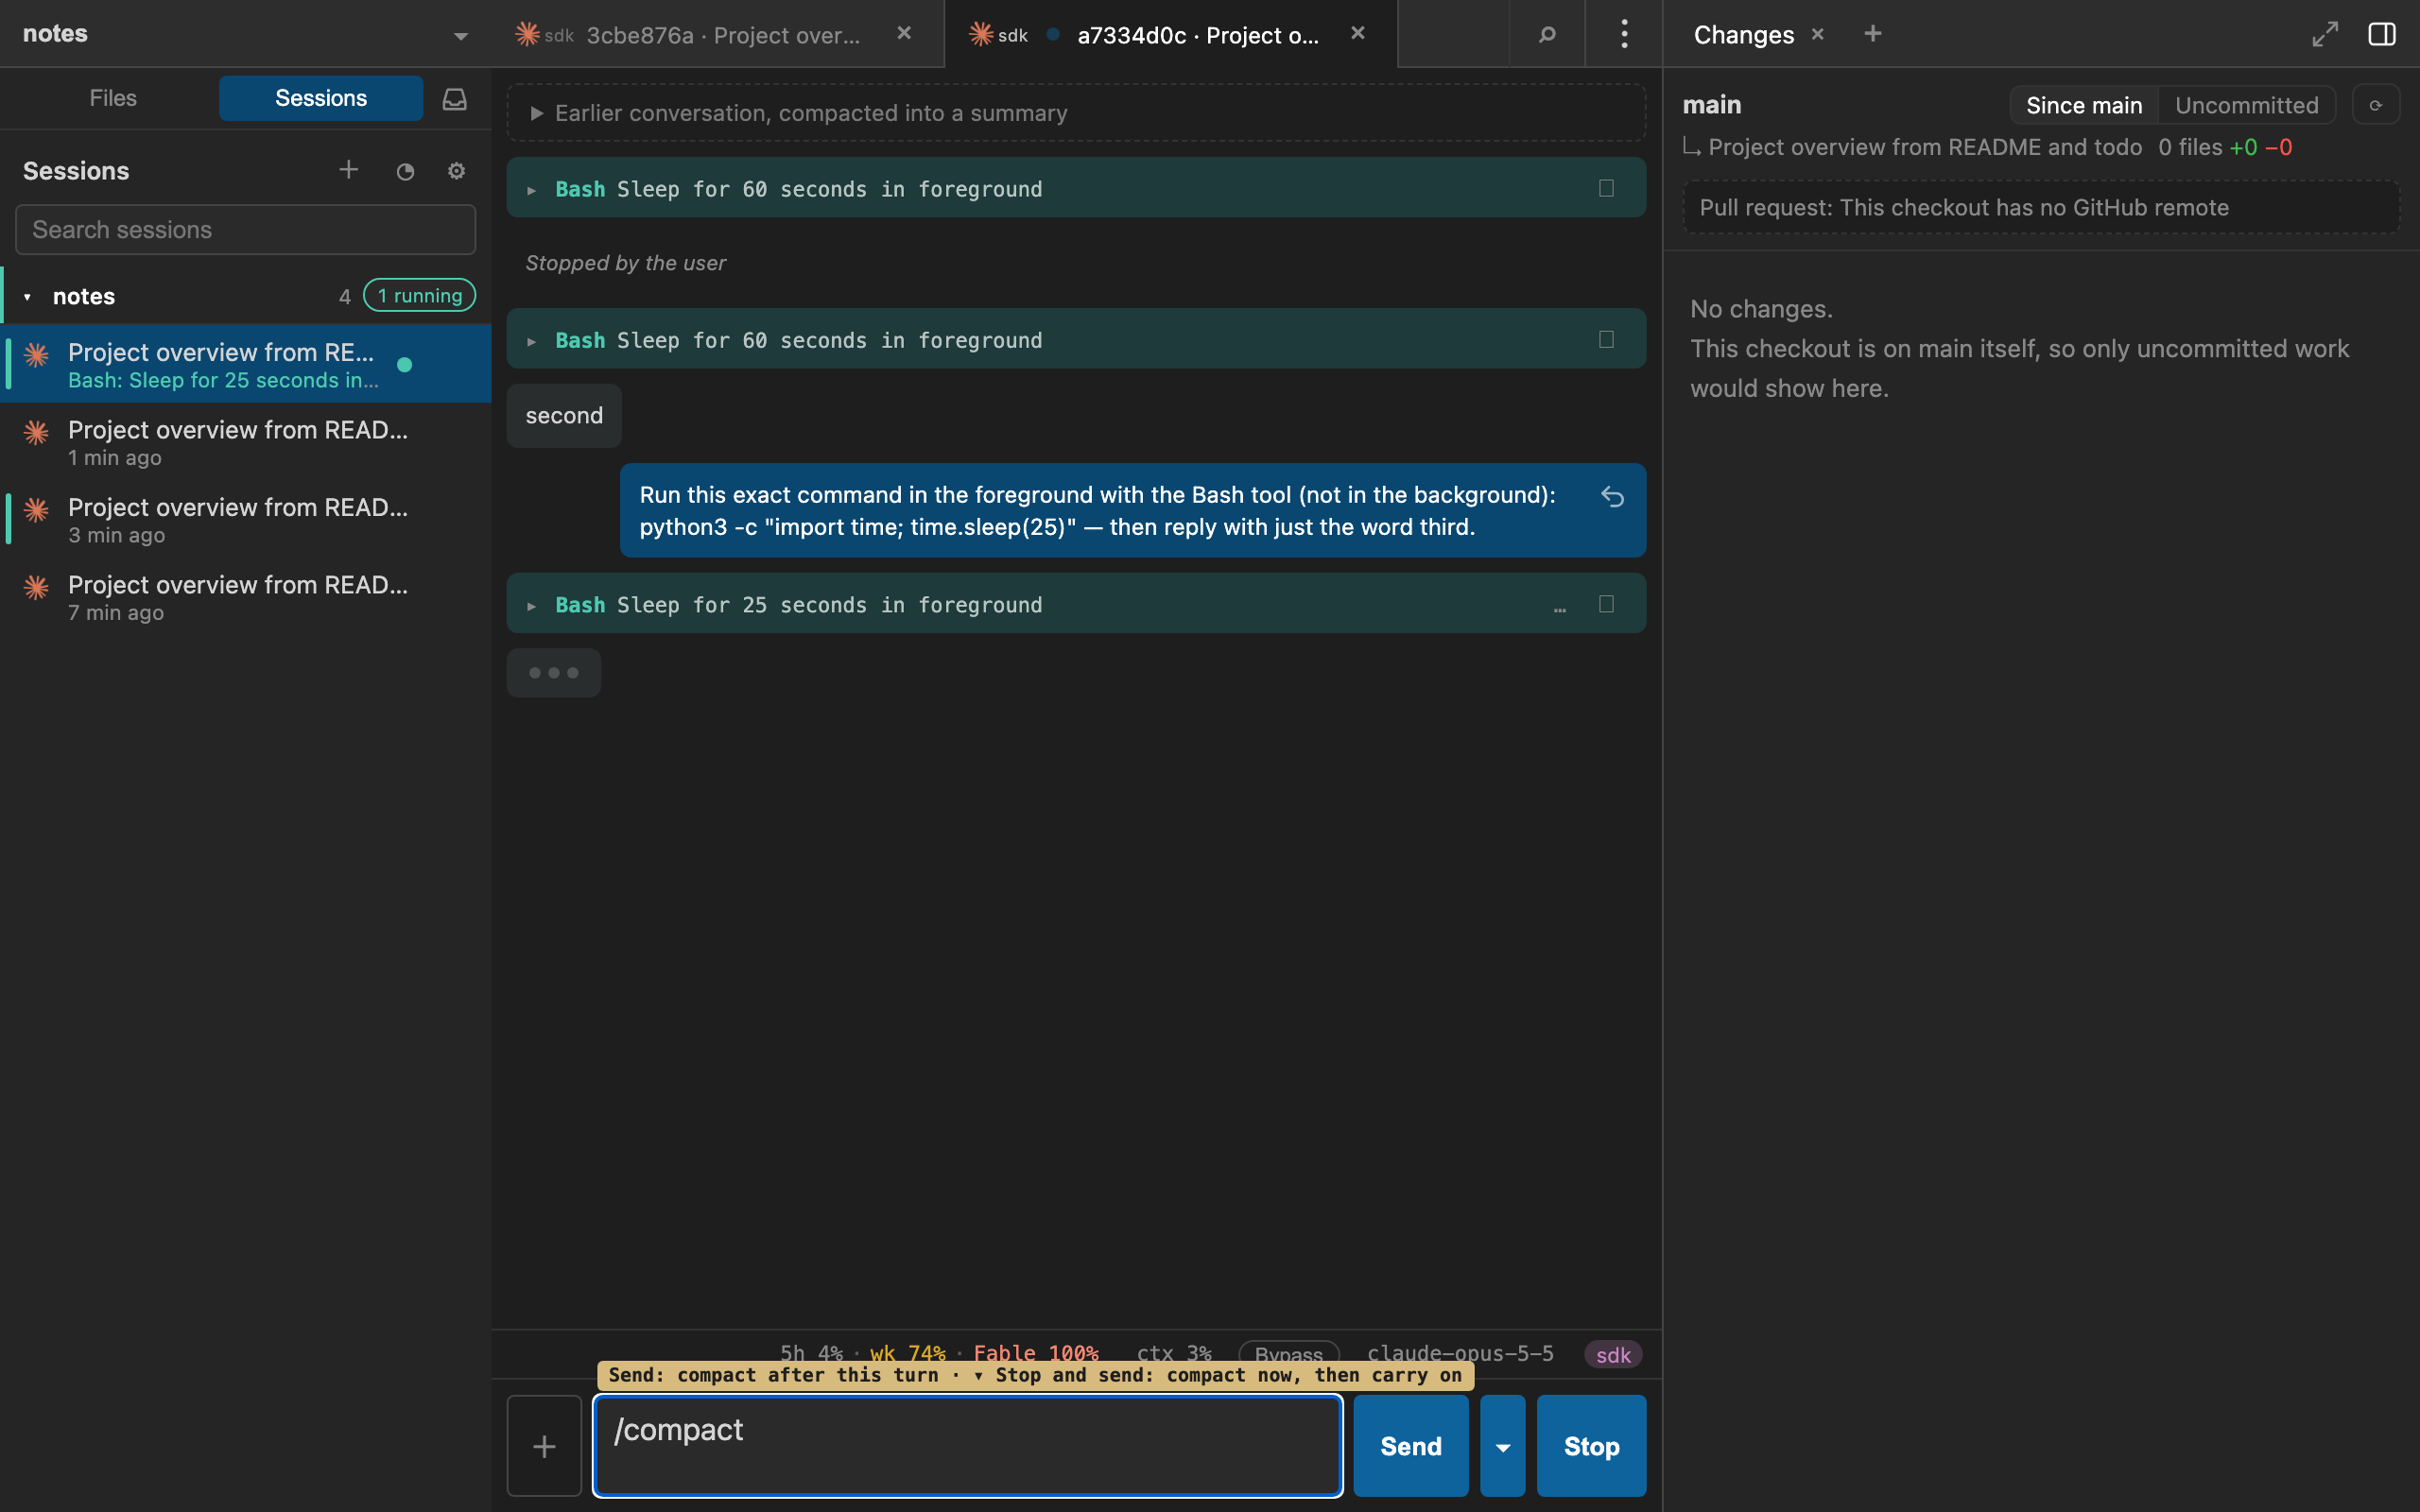 notes
Files
Sessions
Sessions
Search sessions
notes 4 1 running
Project overview from RE...
Bash: Sleep for 25 seconds in...
Project overview from READ...
1 min ago
Project overview from READ...
3 min ago
Project overview from READ...
7 min ago
sdk 3cbe876a · Project over...
sdk a7334d0c · Project o...
Earlier conversation, compacted into a summary
Bash Sleep for 60 seconds in foreground
Stopped by the user
Bash Sleep for 60 seconds in foreground
second
Run this exact command in the foreground with the Bash tool (not in the background):
python3 -c "import time; time.sleep(25)" — then reply with just the word third.
Bash Sleep for 25 seconds in foreground ...
5h 4% · wk 74% · Fable 100% ctx 3% Bypass claude-opus-5-5 sdk
Send: compact after this turn · ▾ Stop and send: compact now, then carry on
/compact
Send
Stop
Changes
main
Since main
Uncommitted
Project overview from README and todo 0 files +0 −0
Pull request: This checkout has no GitHub remote
No changes.
This checkout is on main itself, so only uncommitted work
would show here.